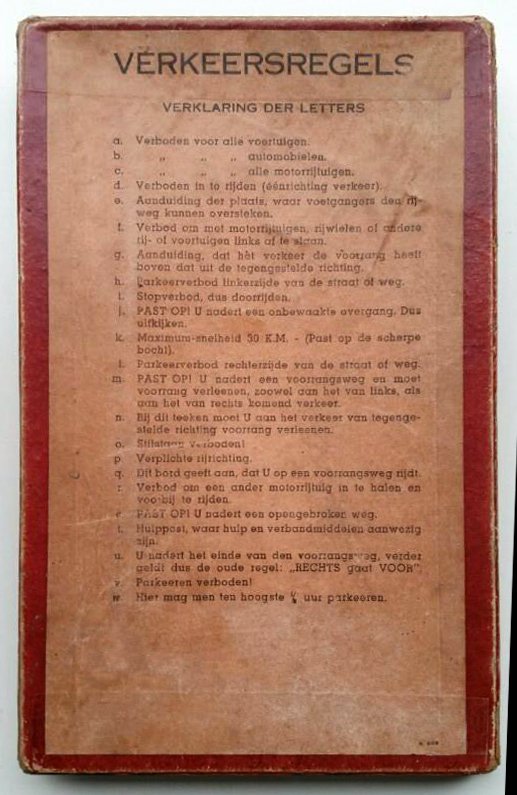 VERKEERSREGELS
VERKLARING DER LETTERS
a. Verboden voor alle voertuigen.
b. „ „ „ automobielen.
c. „ „ „ alle motorrijtuigen.
d. Verboden in te rijden (éénrichting verkeer).
e. Aanduiding der plaats, waar voetgangers den rij-
weg kunnen oversteken.
f. Verbod om met motorrijtuigen, rijwielen of andere
rij- of voertuigen links af te slaan.
g. Aanduiding, dat hèt verkeer de voorrang heeft
boven dat uit de tegengestelde richting.
h. Parkeerverbod linkerzijde van de straat of weg.
i. Stopverbod, dus doorrijden.
j. PAST OP! U nadert een onbewaakte overgang. Dus
uitkijken.
k. Maximum-snelheid 30 K.M. - (Past op de scherpe
bocht).
l. Parkeerverbod rechterzijde van de straat of weg.
m. PAST OP! U nadert een voorrangsweg en moet
voorrang verleenen, zoowel aan het van links, als
aan het van rechts komend verkeer.
n. Bij dit teeken moet U aan het verkeer van tegenge-
stelde richting voorrang verleenen.
o. Stilstaan verboden!
p. Verplichte rijrichting.
q. Dit bord geeft aan, dat U op een voorrangsweg rijdt.
r. Verbod om een ander motorrijtuig in te halen en
voorbij te rijden.
s. PAST OP! U nadert een opengebroken weg.
t. Hulppost, waar hulp en verbandmiddelen aanwezig
zijn.
u. U nadert het einde van den voorrangsweg, verder
geldt dus de oude regel: „RECHTS gaat VOOR".
v. Parkeeren verboden!
w. Hier mag men ten hoogste uur parkeeren.